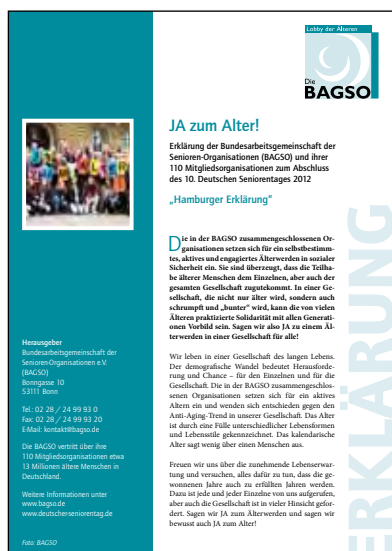 Lobby der Älteren
Die
BAGSO
JA zum Alter!
Erklärung der Bundesarbeitsgemeinschaft der
Senioren-Organisationen (BAGSO) und ihrer
110 Mitgliedsorganisationen zum Abschluss
des 10. Deutschen Seniorentages 2012
„Hamburger Erklärung“
Die in der BAGSO zusammengeschlossenen Or-
ganisationen setzen sich für ein selbstbestimm-
tes, aktives und engagiertes Älterwerden in sozialer
Sicherheit ein. Sie sind überzeugt, dass die Teilha-
be älterer Menschen dem Einzelnen, aber auch der
gesamten Gesellschaft zugutekommt. In einer Ge-
sellschaft, die nicht nur älter wird, sondern auch
schrumpft und „bunter“ wird, kann die von vielen
Älteren praktizierte Solidarität mit allen Generati-
onen Vorbild sein. Sagen wir also JA zu einem Äl-
terwerden in einer Gesellschaft für alle!
Wir leben in einer Gesellschaft des langen Lebens.
Der demografische Wandel bedeutet Herausforde-
rung und Chance – für den Einzelnen und für die
Gesellschaft. Die in der BAGSO zusammengeschlos-
senen Organisationen setzen sich für ein aktives
Altern ein und wenden sich entschieden gegen den
Anti-Aging-Trend in unserer Gesellschaft. Das Alter
ist durch eine Fülle unterschiedlicher Lebensformen
und Lebensstile gekennzeichnet. Das kalendarische
Alter sagt wenig über einen Menschen aus.
Freuen wir uns über die zunehmende Lebenserwar-
tung und versuchen, alles dafür zu tun, dass die ge-
wonnenen Jahre auch zu erfüllten Jahren werden.
Dazu ist jede und jeder Einzelne von uns aufgerufen,
aber auch die Gesellschaft ist in vieler Hinsicht gefor-
dert. Sagen wir JA zum Älterwerden und sagen wir
bewusst auch JA zum Alter!
Herausgeber
Bundesarbeitsgemeinschaft der
Senioren-Organisationen e.V.
(BAGSO)
Bonngasse 10
53111 Bonn
Tel.: 02 28 / 24 99 93 0
Fax: 02 28 / 24 99 93 20
E-Mail: kontakt@bagso.de
Die BAGSO vertritt über ihre
110 Mitgliedsorganisationen etwa
13 Millionen ältere Menschen in
Deutschland.
Weitere Informationen unter
www.bagso.de
www.deutscher-seniorentag.de
Foto: BAGSO
ERKLÄRUNG